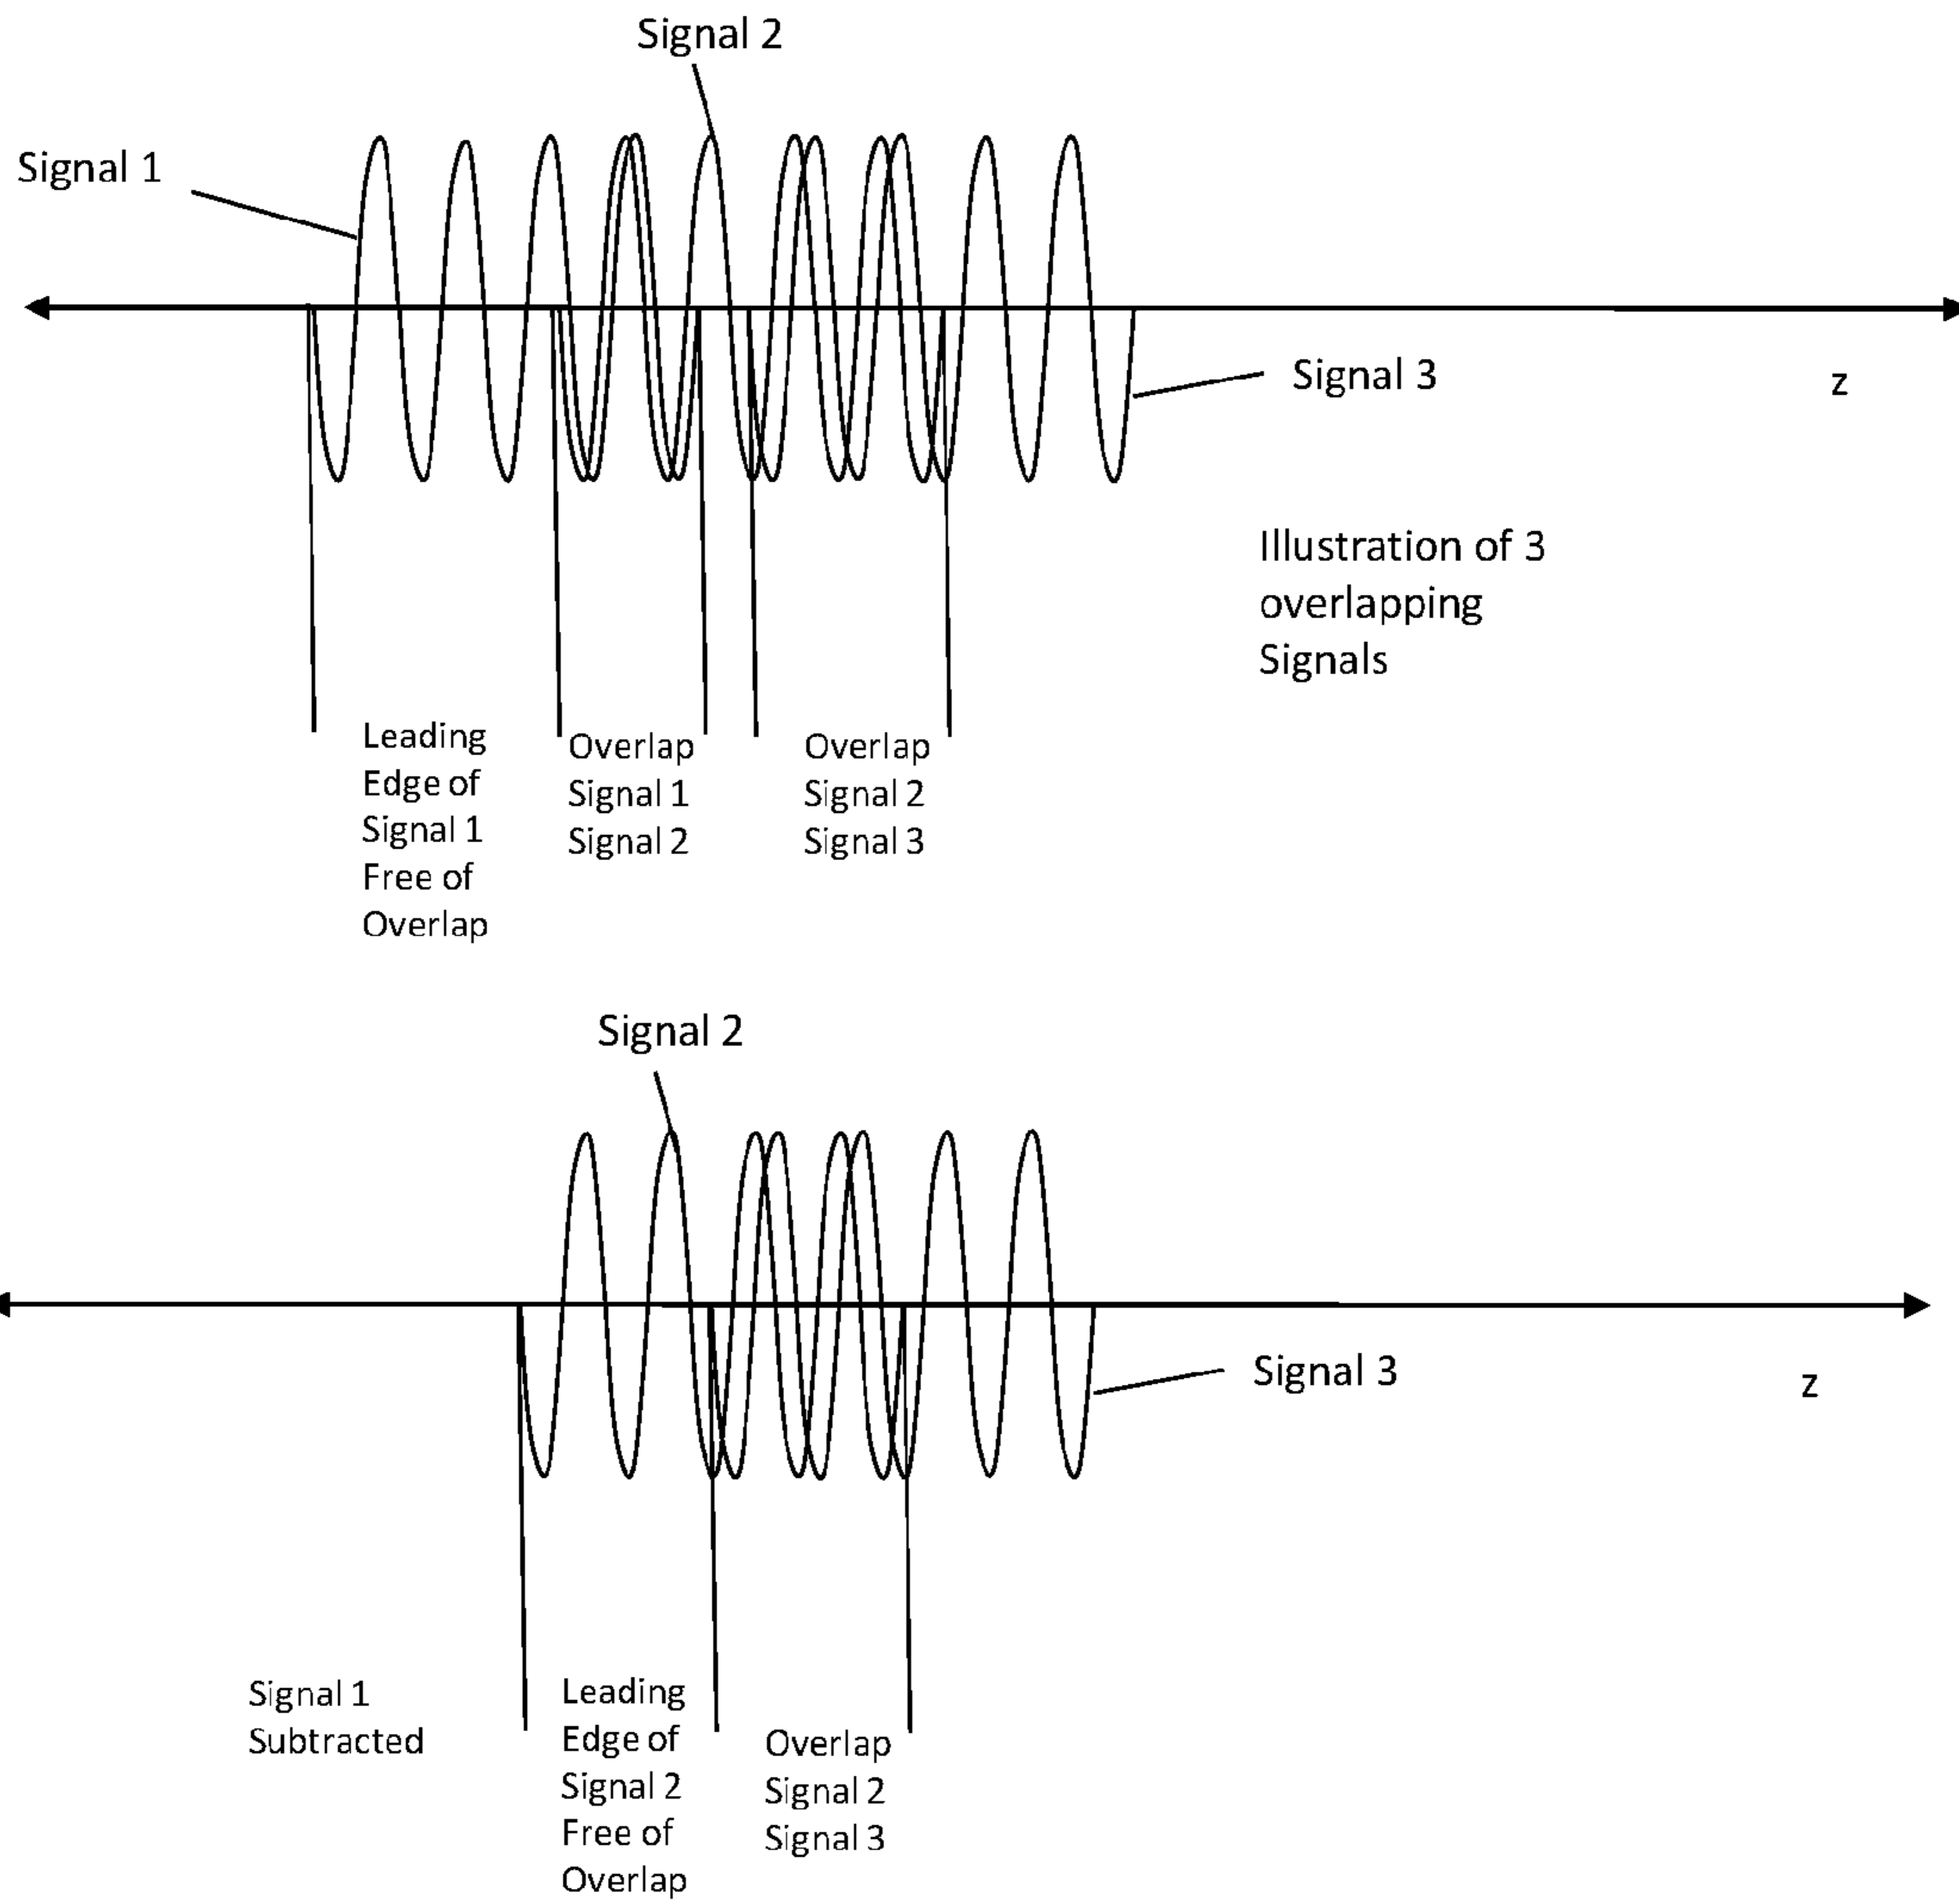 Signal 2
Signal 1
Signal 3
z
Illustration of 3
overlapping
Signals
Leading
Edge of
Signal 1
Free of
Overlap
Overlap
Signal 1
Signal 2
Overlap
Signal 2
Signal 3
Signal 2
Signal 3
z
Signal 1
Subtracted
Leading
Edge of
Signal 2
Free of
Overlap
Overlap
Signal 2
Signal 3